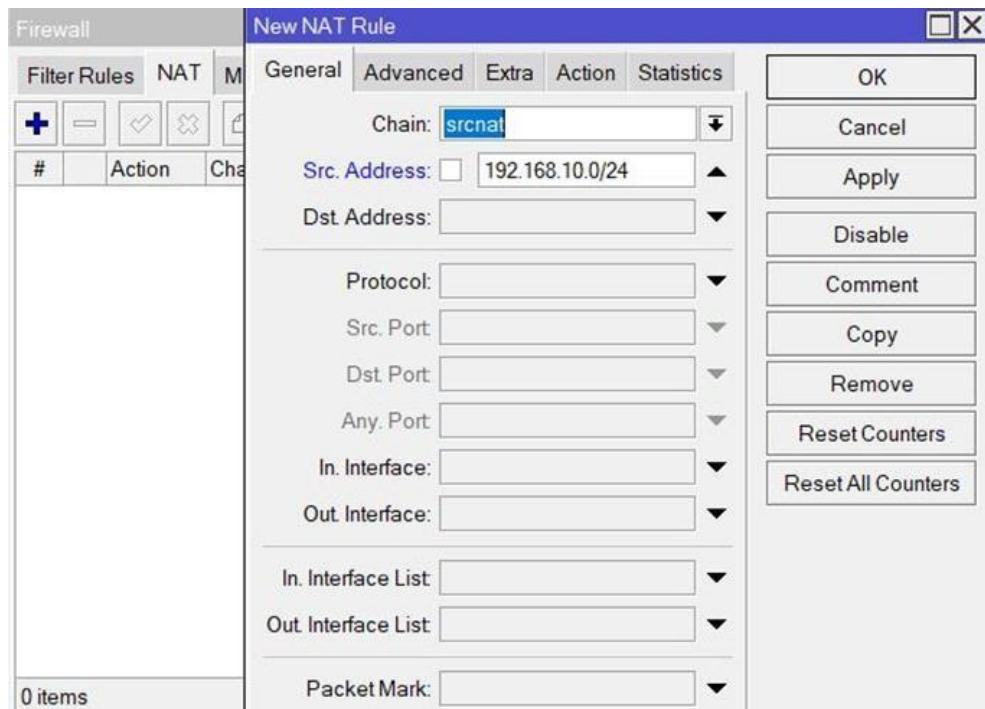 Firewall
New NAT Rule
Filter Rules NAT M
General Advanced Extra Action Statistics
# Action Cha
Chain: srcnat
Src. Address: 192.168.10.0/24
Dst. Address:
Protocol:
Src. Port:
Dst. Port:
Any. Port:
In. Interface:
Out. Interface:
In. Interface List:
Out. Interface List:
Packet Mark:
OK
Cancel
Apply
Disable
Comment
Copy
Remove
Reset Counters
Reset All Counters
0 items